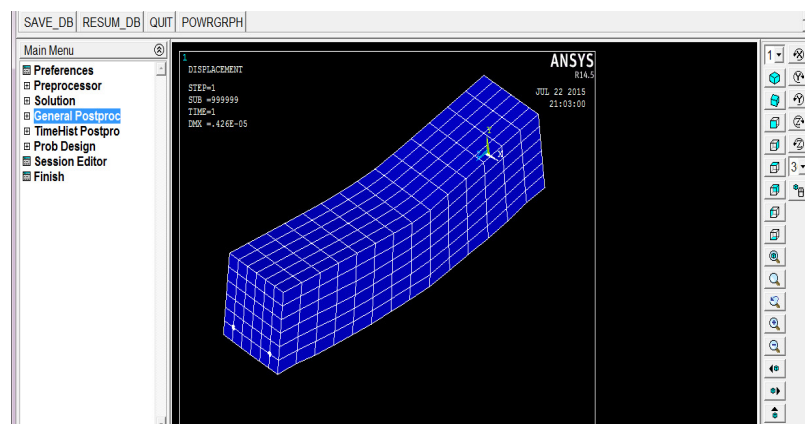 SAVE_DB RESUM_DB QUIT POWRGRPH
Main Menu
Preferences
Preprocessor
Solution
General Postproc
TimeHist Postpro
Prob Design
Session Editor
Finish
1
DISPLACEMENT
STEP=1
SUB =999999
TIME=1
DMX =.426E-05
ANSYS
R14.5
JUL 22 2015
21:03:00
Y
X
1
3